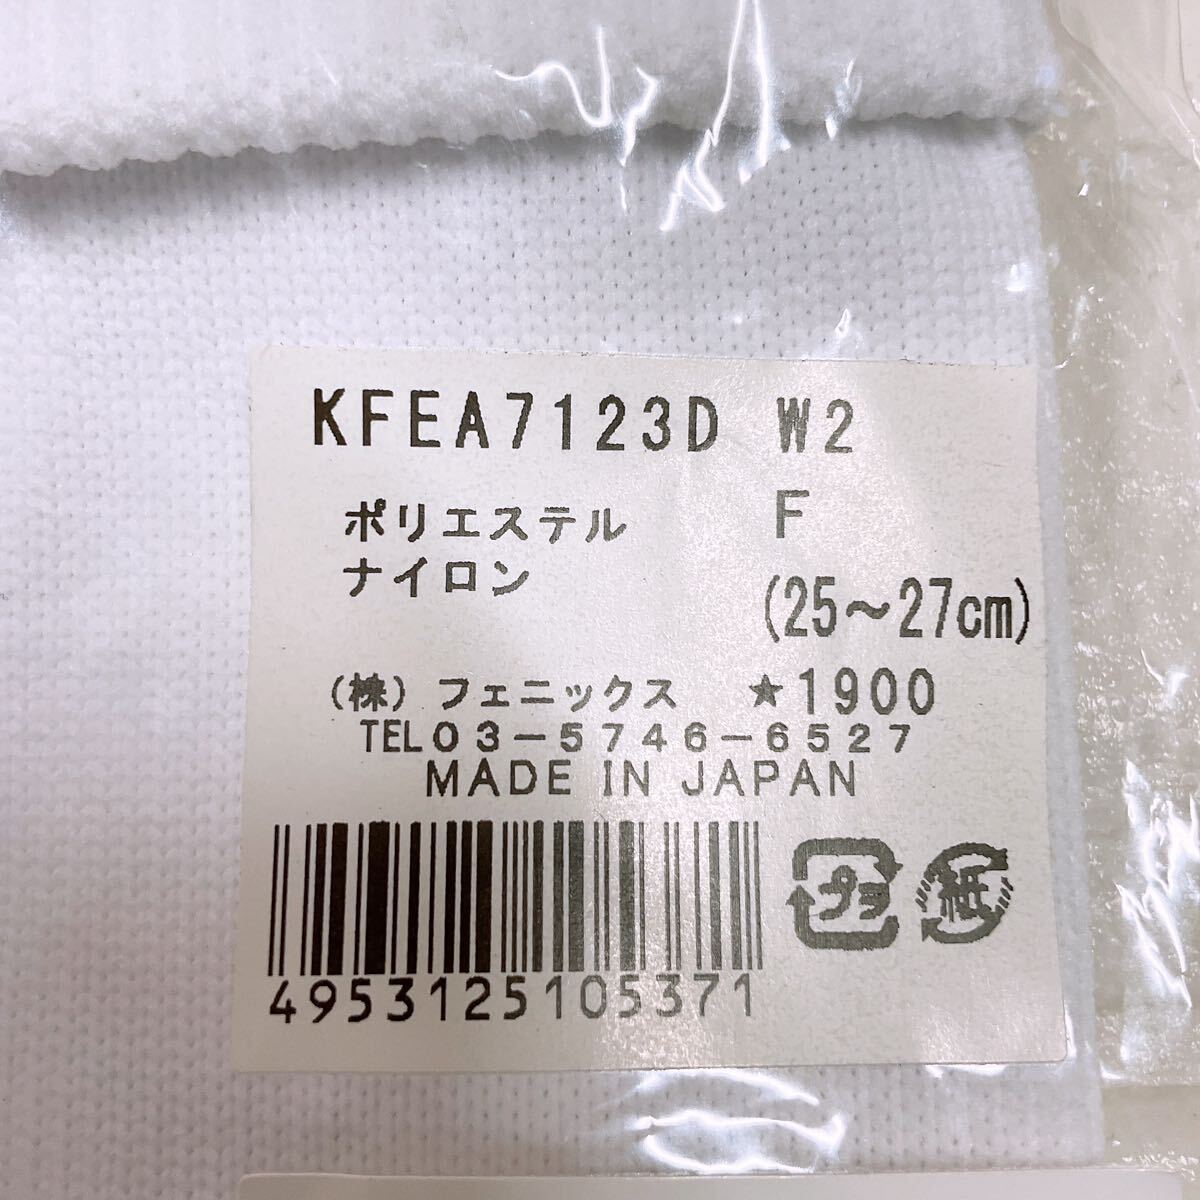 KFEA7123D W2
ポリエステル F
ナイロン (25～27cm)
(株)フェニックス ★1900
TEL03-5746-6527
MADE IN JAPAN
プラ 紙
4953125105371